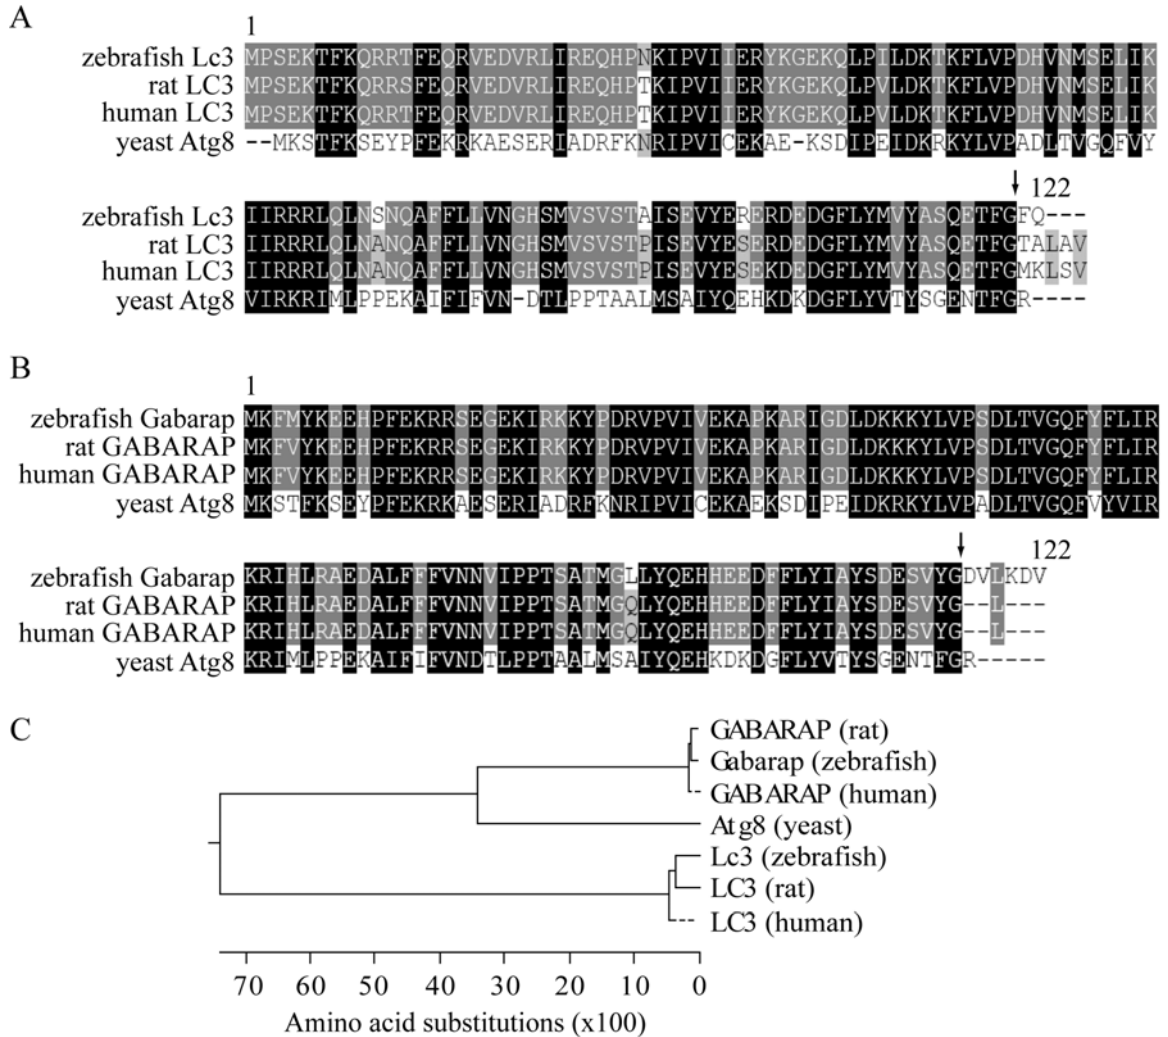 A
1
zebrafish Lc3 MPSEKTFKQRRTFEQRVEDVRLIREQHPNKIPVIIERYKGEKQLPILDKTKFLVPDHVNMSELIK
rat LC3 MPSEKTFKQRRSFEQRVEDVRLIREQHPTKIPVIIERYKGEKQLPVLDKTKFLVPDHVNMSELIK
human LC3 MPSEKTFKQRRTFEQRVEDVRLIREQHPTKIPVIIERYKGEKQLPVLDKTKFLVPDHVNMSELIK
yeast Atg8 --MKSTFKSEYPFEKRKAESERIADRFKNRIPVICEKAE-KSDIPEIDKRKYLVPADLTVGQFVY
↓ 122
zebrafish Lc3 IIRRRLQLNSNQAFFLLVNGHSMVSVSTAISEVYERERDEDGFLYMVYASQETFGFQ---
rat LC3 IIRRRLQLNANQAFFLLVNGHSMVSVSTPISEVYESERDEDGFLYMVYASQETFGTALAV
human LC3 IIRRRLQLNANQAFFLLVNGHSMVSVSTPISEVYESEKDEDGFLYMVYASQETFGMKLSV
yeast Atg8 VIRKRIMLPPEKAIFIFVN-DTLPPTAALMSAIYQEHKDKDGFLYVTYSGENTFGR----
B
1
zebrafish Gabarap MKFMYKEEHPFEKRRSEGEKIRKKYPDRVPVIVEKAPKARIGDLDKKKYLVPSDLTVGQFYFLIR
rat GABARAP MKFVYKEEHPFEKRRSEGEKIRKKYPDRVPVIVEKAPKARIGDLDKKKYLVPSDLTVGQFYFLIR
human GABARAP MKFVYKEEHPFEKRRSEGEKIRKKYPDRVPVIVEKAPKARIGDLDKKKYLVPSDLTVGQFYFLIR
yeast Atg8 MKSTFKSEYPFEKRKAESERIADRFKNRIPVICEKAEKSDIPEIDKRKYLVPADLTVGQFVYVIR
↓ 122
zebrafish Gabarap KRIHLRAEDALFFFVNNVIPPTSATMGLLYQEHHEEDFFLYIAYSDESVYGDVLKDV
rat GABARAP KRIHLRAEDALFFFVNNVIPPTSATMGQLYQEHHEEDFFLYIAYSDESVYG--L---
human GABARAP KRIHLRAEDALFFFVNNVIPPTSATMGQLYQEHHEEDFFLYIAYSDESVYG--L---
yeast Atg8 KRIMLPPEKAIFIFVNDTLPPTAALMSAIYQEHKDKDGFLYVTYSGENTFGR-----
C
GABARAP (rat)
Gabarap (zebrafish)
GABARAP (human)
Atg8 (yeast)
Lc3 (zebrafish)
LC3 (rat)
LC3 (human)
70 60 50 40 30 20 10 0
Amino acid substitutions (x100)